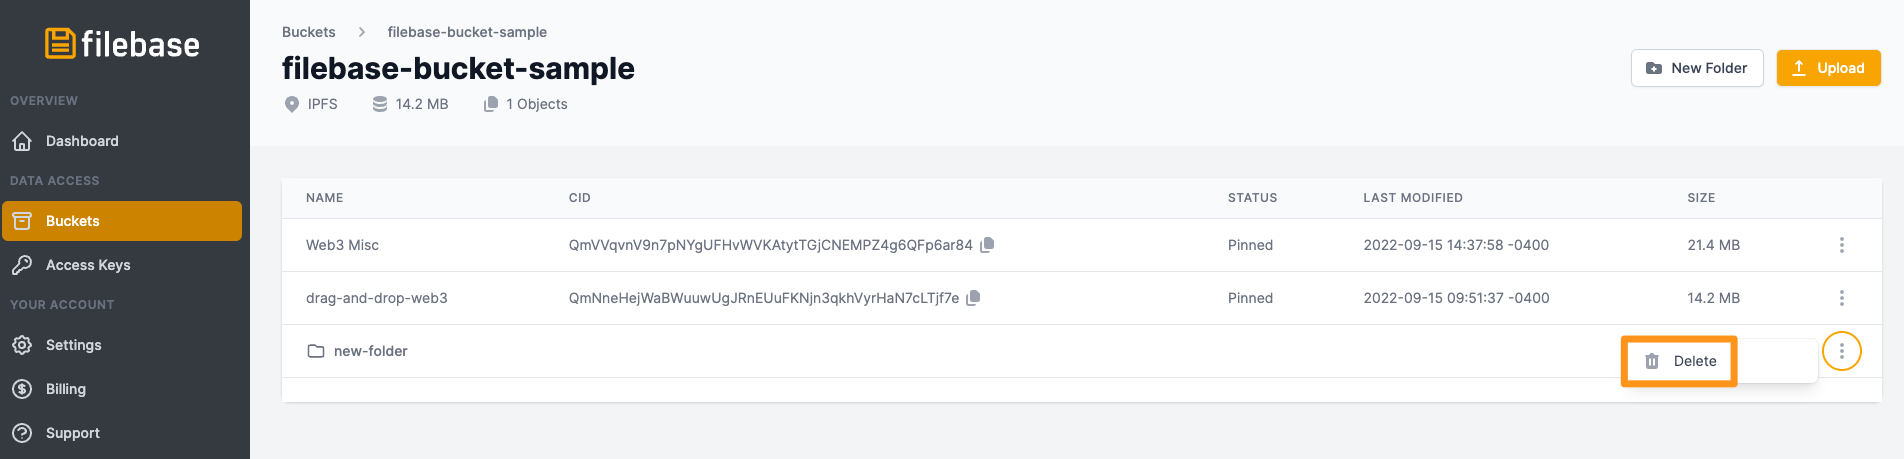 filebase
OVERVIEW
Dashboard
DATA ACCESS
Buckets
Access Keys
YOUR ACCOUNT
Settings
Billing
Support
Buckets > filebase-bucket-sample
filebase-bucket-sample
IPFS 14.2 MB 1 Objects
New Folder Upload
NAME CID STATUS LAST MODIFIED SIZE
Web3 Misc QmVVqvnV9n7pNYgUFHvWVKAtytTGjCNEMPZ4g6QFp6ar84 Pinned 2022-09-15 14:37:58 -0400 21.4 MB
drag-and-drop-web3 QmNneHejWaBWuuwUgJRnEUuFKNjn3qkhVyrHaN7cLTjf7e Pinned 2022-09-15 09:51:37 -0400 14.2 MB
new-folder
Delete